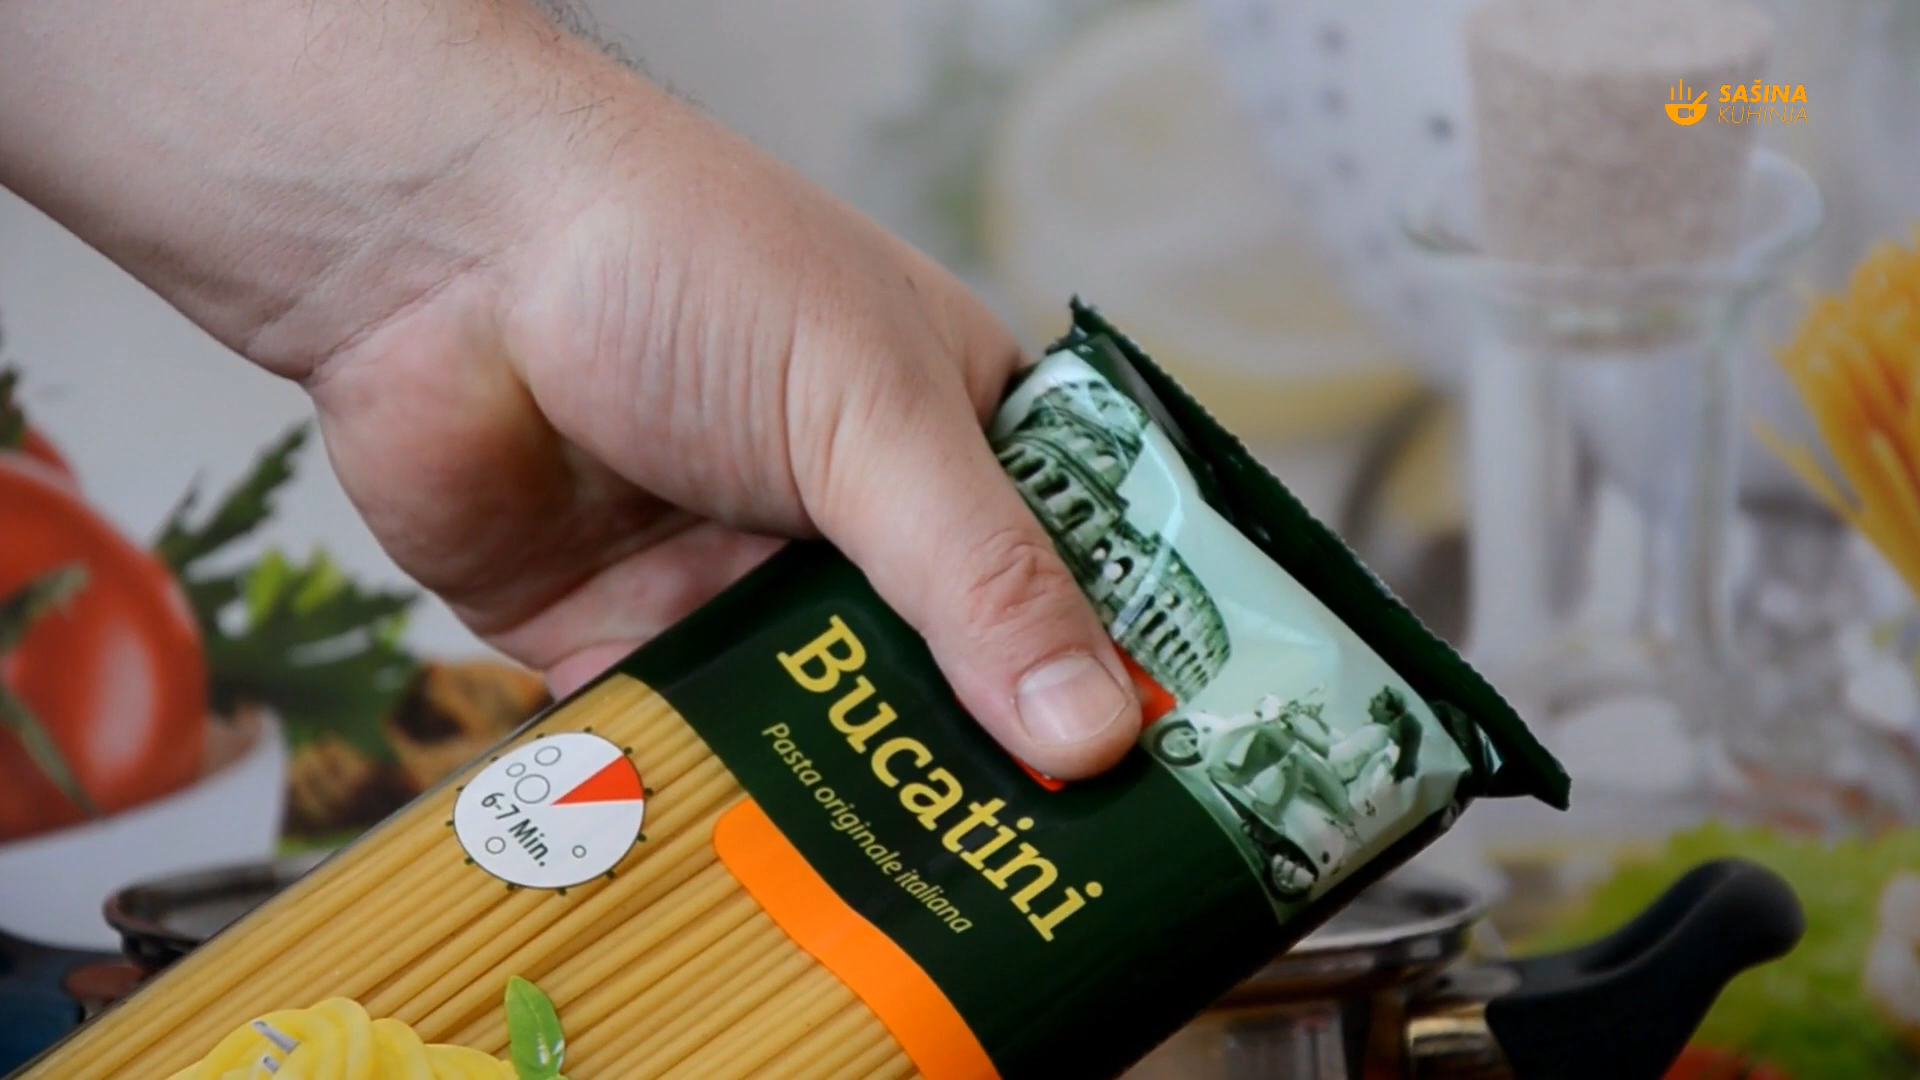 SAŠINA
KUHINJA
Bucatini
Pasta originale italiana
6-7 Min.